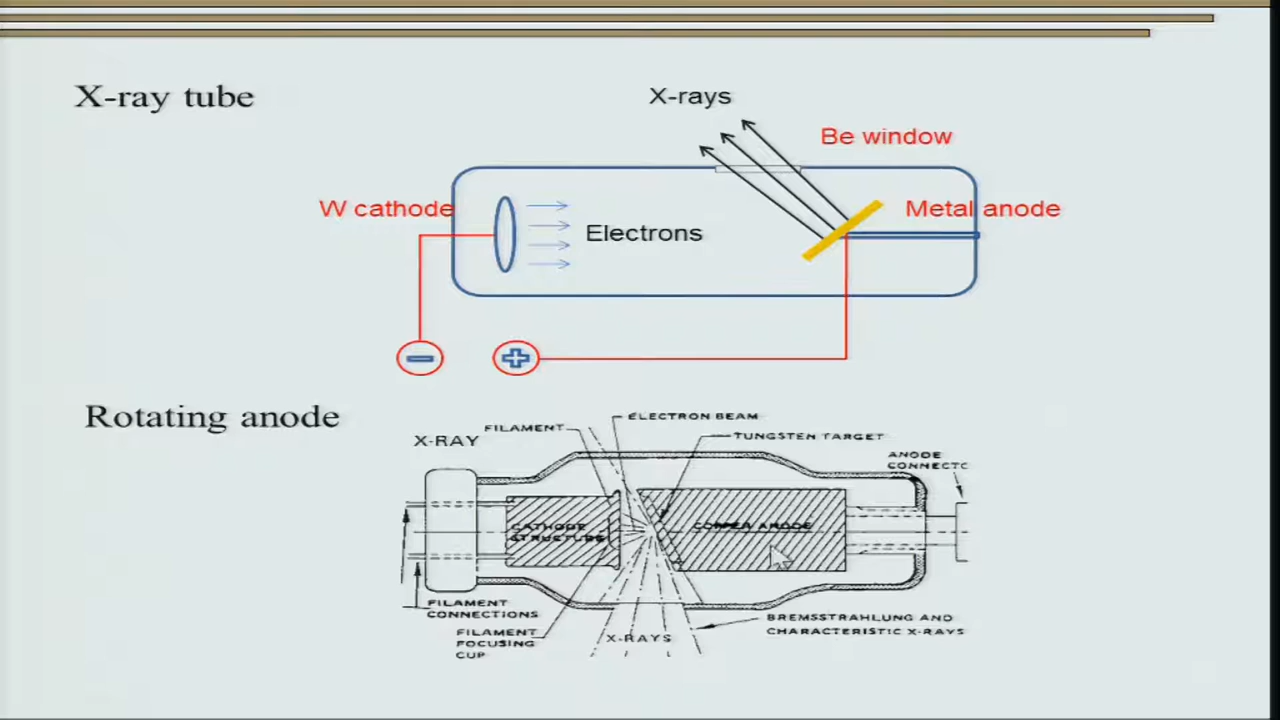 X-ray tube
X-rays
Be window
W cathode
Electrons
Metal anode
Rotating anode
X-RAY
FILAMENT
ELECTRON BEAM
TUNGSTEN TARGET
ANODE
CONNECTO
CATHODE
STRUCTURE
COPPER ANODE
FILAMENT
CONNECTIONS
FILAMENT
FOCUSING
CUP
X-RAYS
BREMSSTRAHLUNG AND
CHARACTERISTIC X-RAYS